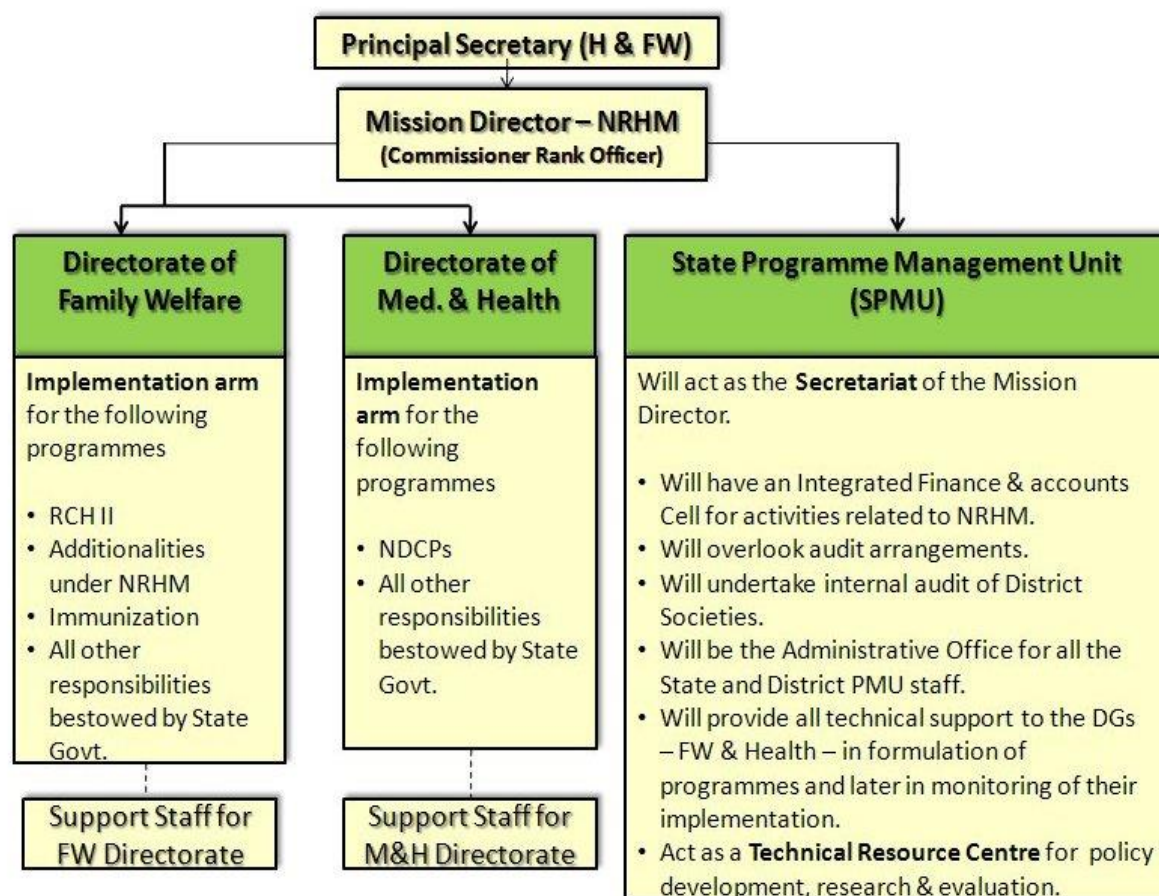 Principal Secretary (H & FW)
Mission Director – NRHM
(Commissioner Rank Officer)
Directorate of
Family Welfare
Implementation arm
for the following
programmes
• RCH II
• Additionalities
under NRHM
• Immunization
• All other
responsibilities
bestowed by State
Govt.
Support Staff for
FW Directorate
Directorate of
Med. & Health
Implementation
arm for the
following
programmes
• NDCPs
• All other
responsibilities
bestowed by State
Govt.
Support Staff for
M&H Directorate
State Programme Management Unit
(SPMU)
Will act as the Secretariat of the Mission
Director.
• Will have an Integrated Finance & accounts
Cell for activities related to NRHM.
• Will overlook audit arrangements.
• Will undertake internal audit of District
Societies.
• Will be the Administrative Office for all the
State and District PMU staff.
• Will provide all technical support to the DGs
– FW & Health – in formulation of
programmes and later in monitoring of their
implementation.
• Act as a Technical Resource Centre for policy
development, research & evaluation.